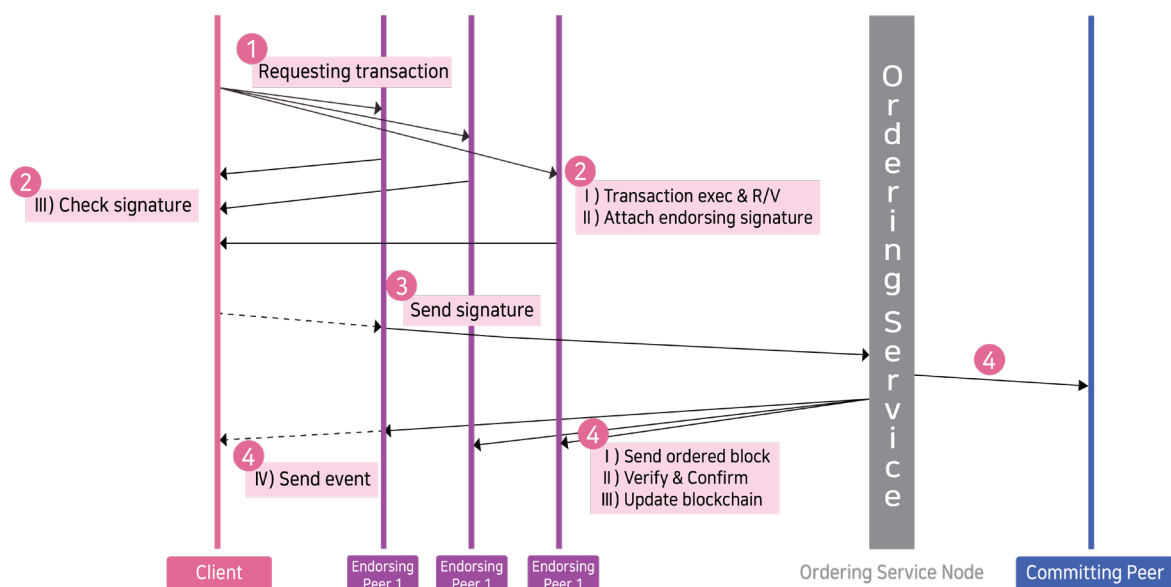 1
Requesting transaction
2
III) Check signature
2
I) Transaction exec & R/V
II) Attach endorsing signature
3
Send signature
4
4
I) Send ordered block
II) Verify & Confirm
III) Update blockchain
4
IV) Send event
Ordering Service
Client
Endorsing
Peer 1
Endorsing
Peer 1
Endorsing
Peer 1
Ordering Service Node
Committing Peer